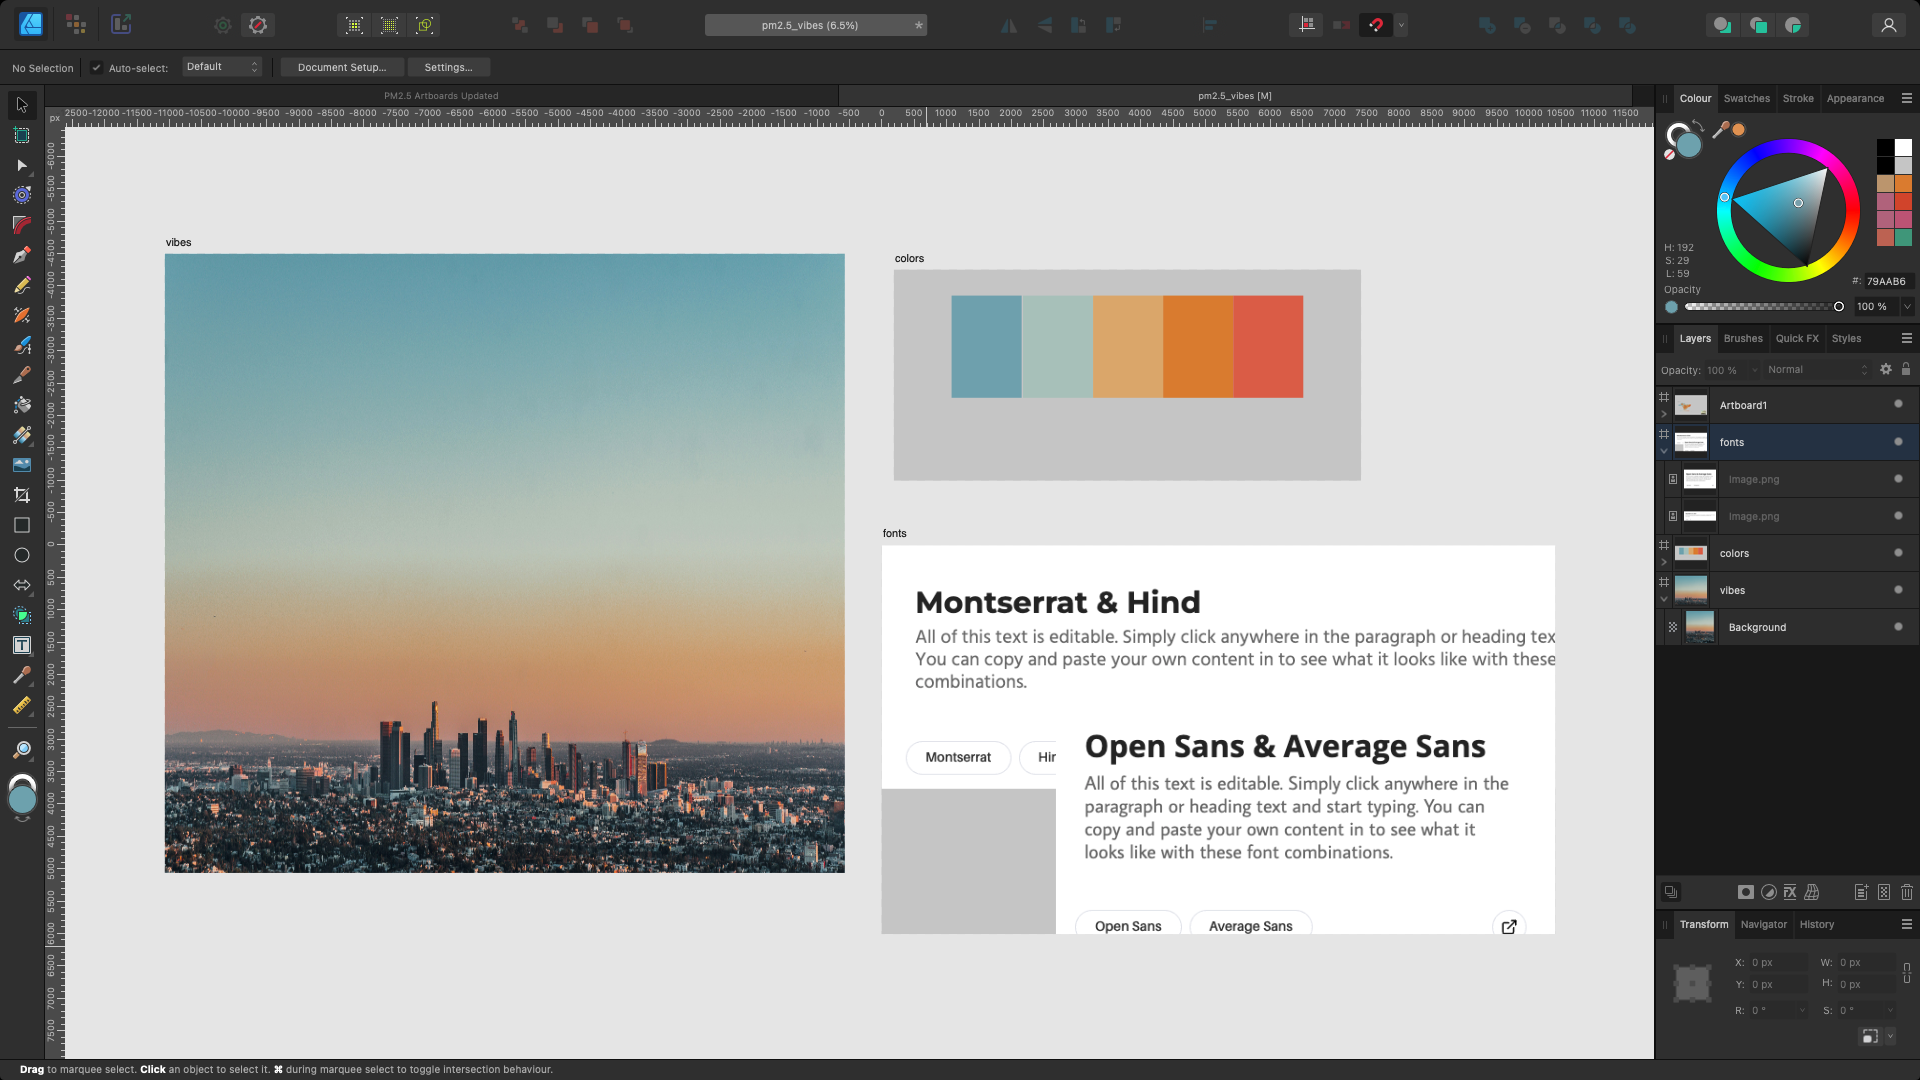 pm2.5_vibes (6.5%)
*
No Selection
Auto-select:
Default
Document Setup...
Settings...
PM2.5 Artboards Updated
pm2.5_vibes [M]
px
2500 -12000 -11500 -11000 -10500 -10000 -9500 -9000 -8500 -8000 -7500 -7000 -6500 -6000 -5500 -5000 -4500 -4000 -3500 -3000 -2500 -2000 -1500 -1000 -500 0 500 1000 1500 2000 2500 3000 3500 4000 4500 5000 5500 6000 6500 7000 7500 8000 8500 9000 9500 10000 10500 11000 11500
-6000
-5500
-5000
-4500
-4000
-3500
-3000
-2500
-2000
-1500
-1000
-500
0
500
1000
1500
2000
2500
3000
3500
4000
4500
5000
5500
6000
6500
7000
7500
vibes
colors
fonts
Montserrat & Hind
All of this text is editable. Simply click anywhere in the paragraph or heading tex
You can copy and paste your own content in to see what it looks like with these
combinations.
Montserrat
Hir
Open Sans & Average Sans
All of this text is editable. Simply click anywhere in the
paragraph or heading text and start typing. You can
copy and paste your own content in to see what it
looks like with these font combinations.
Open Sans
Average Sans
Colour
Swatches
Stroke
Appearance
H: 192
S: 29
L: 59
#: 79AAB6
Opacity
100 %
Layers
Brushes
Quick FX
Styles
Opacity: 100 %
Normal
Artboard1
fonts
Image.png
Image.png
colors
vibes
Background
Transform
Navigator
History
X: 0 px
W: 0 px
Y: 0 px
H: 0 px
R: 0 °
S: 0 °
Drag to marquee select. Click an object to select it. ⌘ during marquee select to toggle intersection behaviour.